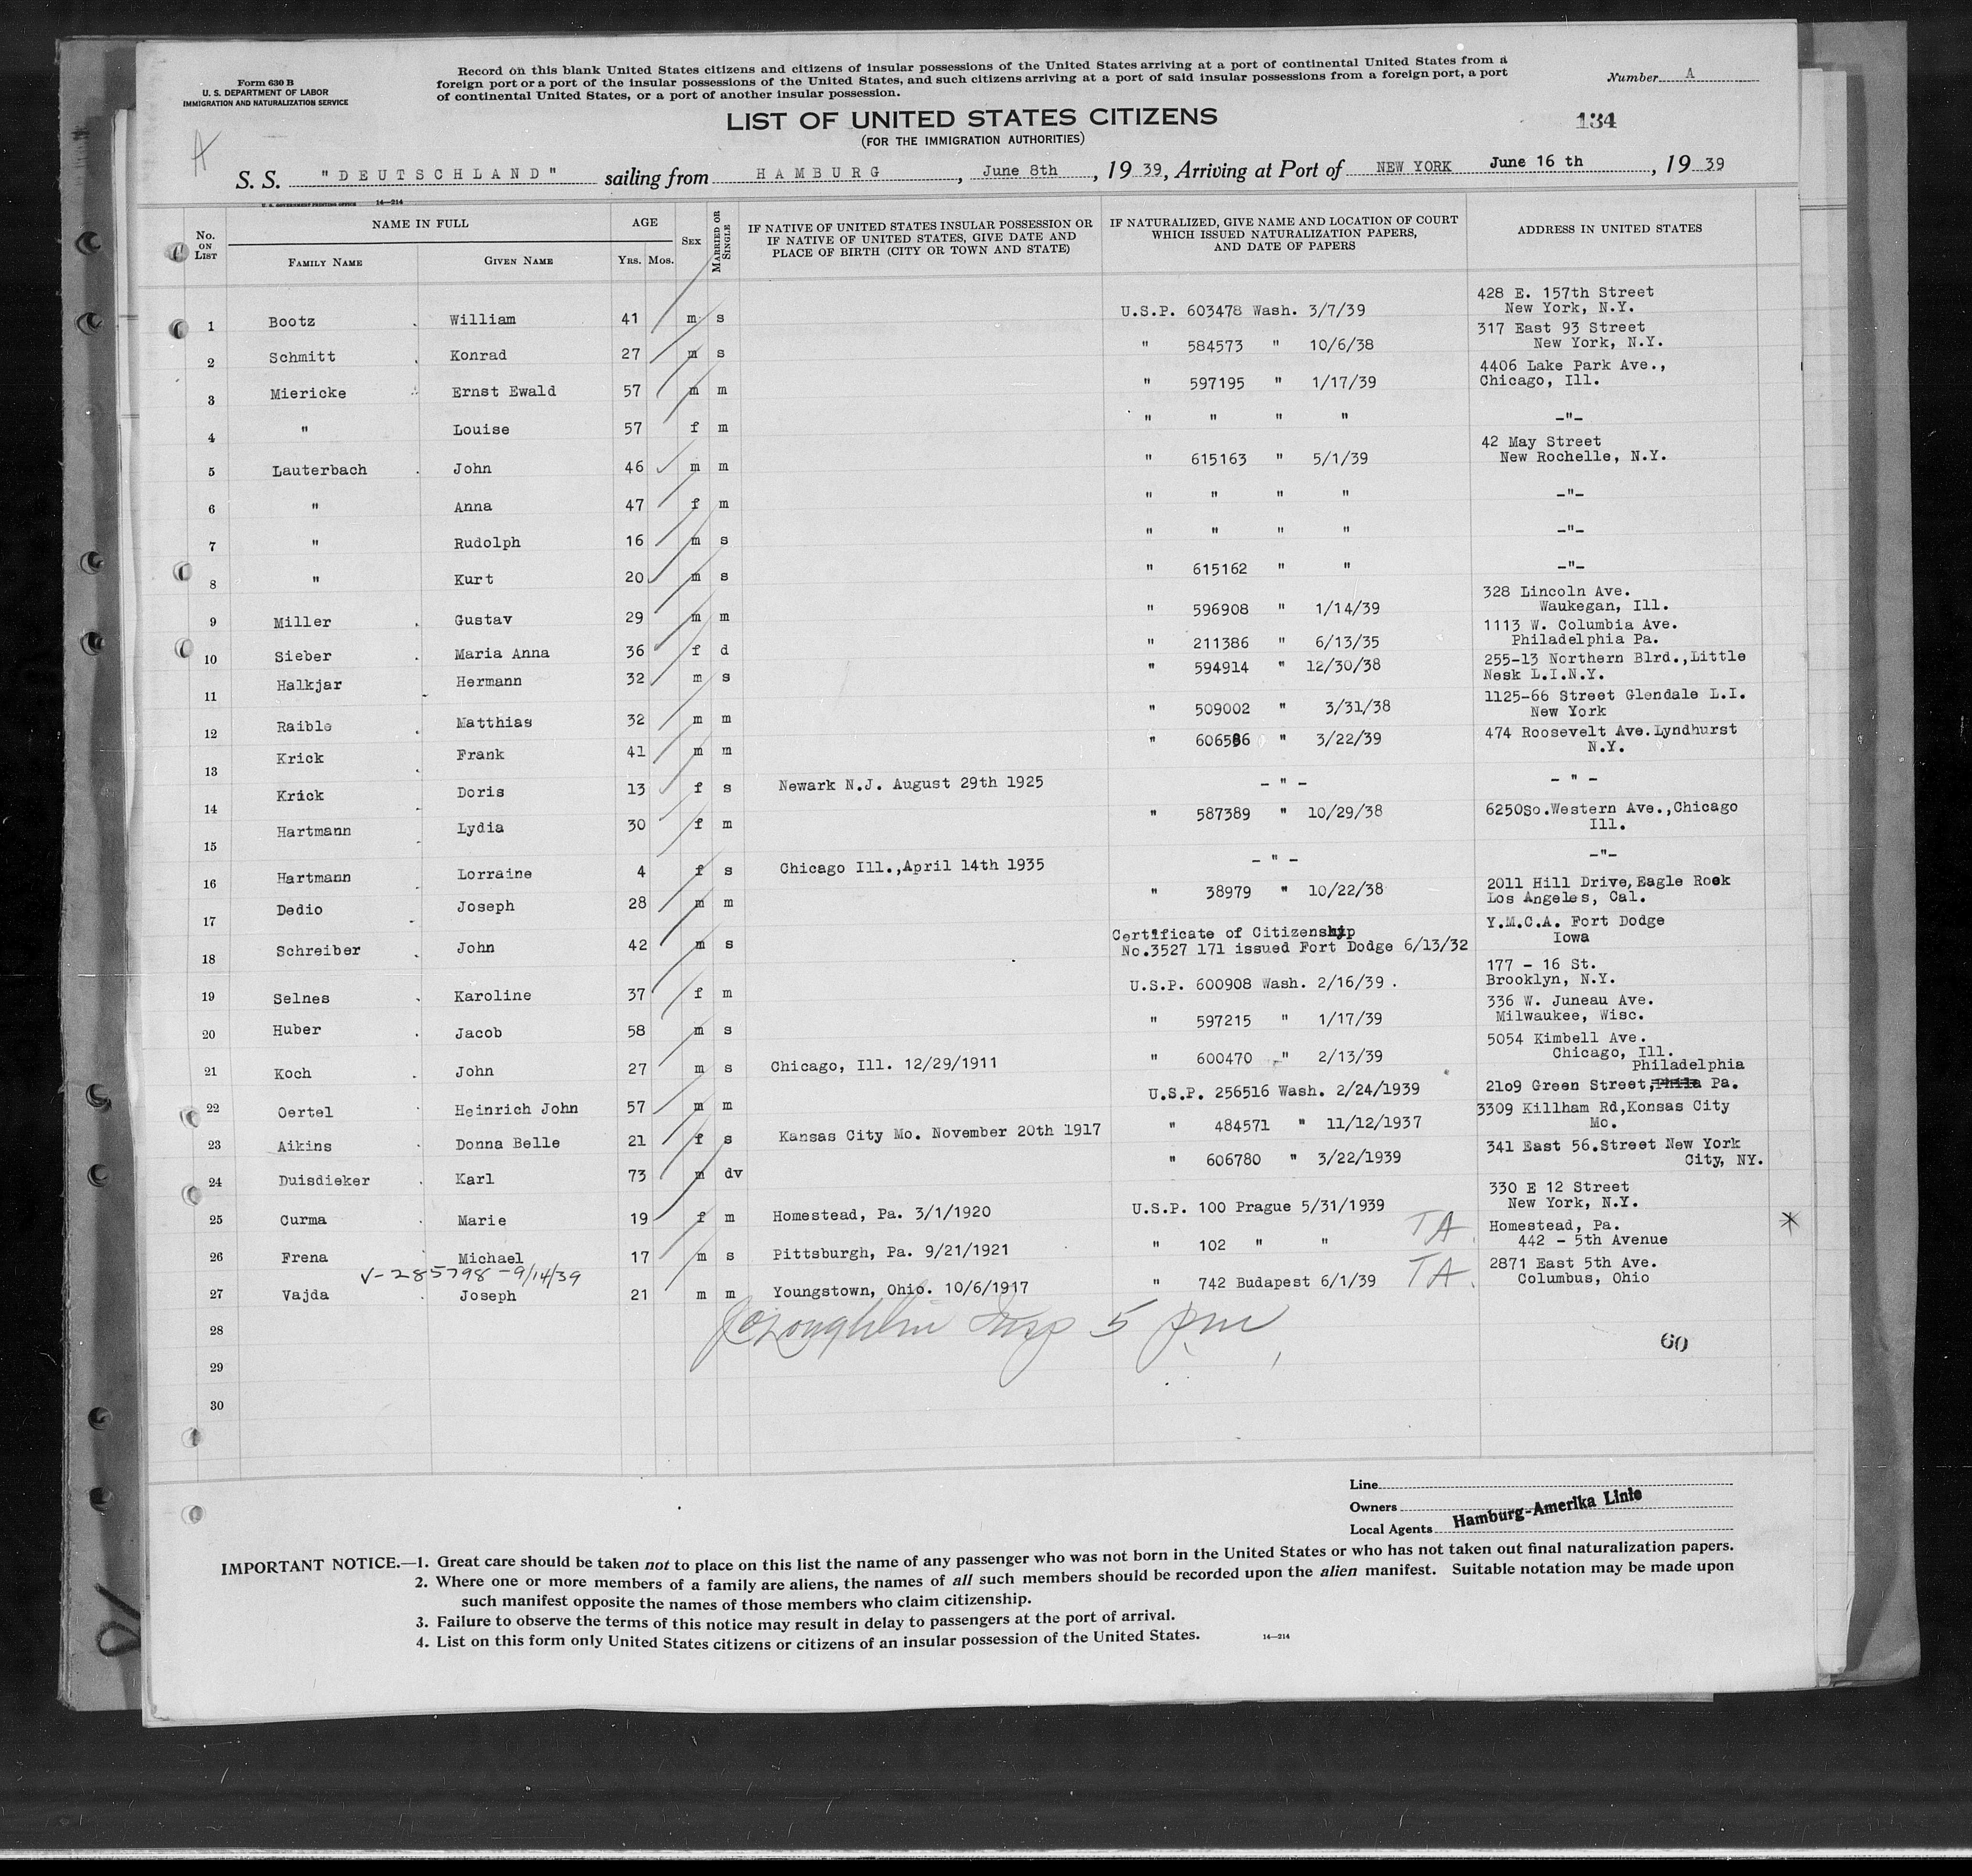 Form 630 B
U. S. DEPARTMENT OF LABOR
IMMIGRATION AND NATURALIZATION SERVICE
Record on this blank United States citizens and citizens of insular possessions of the United States arriving at a port of continental United States from a
foreign port or a port of the insular possessions of the United States, and such citizens arriving at a port of said insular possessions from a foreign port, a port
of continental United States, or a port of another insular possession.
Number A
A
LIST OF UNITED STATES CITIZENS
(FOR THE IMMIGRATION AUTHORITIES)
134
S. S. "DEUTSCHLAND" sailing from HAMBURG, June 8th, 19 39, Arriving at Port of NEW YORK June 16 th, 19 39
U. S. GOVERNMENT PRINTING OFFICE 14—214
No. ON LIST
NAME IN FULL
FAMILY NAME GIVEN NAME
AGE
YRS. MOS.
SEX
MARRIED OR SINGLE
IF NATIVE OF UNITED STATES INSULAR POSSESSION OR
IF NATIVE OF UNITED STATES, GIVE DATE AND
PLACE OF BIRTH (CITY OR TOWN AND STATE)
IF NATURALIZED, GIVE NAME AND LOCATION OF COURT
WHICH ISSUED NATURALIZATION PAPERS,
AND DATE OF PAPERS
ADDRESS IN UNITED STATES
1 Bootz William 41 m s U.S.P. 603478 Wash. 3/7/39 428 E. 157th Street
New York, N.Y.
2 Schmitt Konrad 27 m s " 584573 " 10/6/38 317 East 93 Street
New York, N.Y.
3 Miericke Ernst Ewald 57 m m " 597195 " 1/17/39 4406 Lake Park Ave.,
Chicago, Ill.
4 " Louise 57 f m " " " " -"-
5 Lauterbach John 46 m m " 615163 " 5/1/39 42 May Street
New Rochelle, N.Y.
6 " Anna 47 f m " " " " -"-
7 " Rudolph 16 m s " " " " -"-
8 " Kurt 20 m s " 615162 " " -"-
9 Miller Gustav 29 m m " 596908 " 1/14/39 328 Lincoln Ave.
Waukegan, Ill.
10 Sieber Maria Anna 36 f d " 211386 " 6/13/35 1113 W. Columbia Ave.
Philadelphia Pa.
11 Halkjar Hermann 32 m s " 594914 " 12/30/38 255-13 Northern Blrd.,Little
Nesk L.I.N.Y.
12 Raible Matthias 32 m m " 509002 " 3/31/38 1125-66 Street Glendale L.I.
New York
13 Krick Frank 41 m m " 606586 " 3/22/39 474 Roosevelt Ave.Lyndhurst
N.Y.
14 Krick Doris 13 f s Newark N.J. August 29th 1925 - " - - " -
15 Hartmann Lydia 30 f m " 587389 " 10/29/38 6250So.Western Ave.,Chicago
Ill.
16 Hartmann Lorraine 4 f s Chicago Ill.,April 14th 1935 - " - -"-
17 Dedio Joseph 28 m m " 38979 " 10/22/38 2011 Hill Drive,Eagle Rock
Los Angeles, Cal.
18 Schreiber John 42 m s Certificate of Citizenship
No.3527 171 issued Fort Dodge 6/13/32 Y.M.C.A. Fort Dodge
Iowa
19 Selnes Karoline 37 f m U.S.P. 600908 Wash. 2/16/39 . 177 - 16 St.
Brooklyn, N.Y.
20 Huber Jacob 58 m s " 597215 " 1/17/39 336 W. Juneau Ave.
Milwaukee, Wisc.
21 Koch John 27 m s Chicago, Ill. 12/29/1911 " 600470 " 2/13/39 5054 Kimbell Ave.
Chicago, Ill.
22 Oertel Heinrich John 57 m m U.S.P. 256516 Wash. 2/24/1939 Philadelphia
2109 Green Street, Phila Pa.
23 Aikins Donna Belle 21 f s Kansas City Mo. November 20th 1917 " 484571 " 11/12/1937 3309 Killham Rd,Konsas City
Mo.
24 Duisdieker Karl 73 m dv " 606780 " 3/22/1939 341 East 56.Street New York
City, NY.
25 Curma Marie 19 f m Homestead, Pa. 3/1/1920 U.S.P. 100 Prague 5/31/1939 330 E 12 Street
New York, N.Y.
26 Frena Michael 17 m s Pittsburgh, Pa. 9/21/1921 " 102 " " TA Homestead, Pa.
442 - 5th Avenue
V-285798-9/14/39
27 Vajda Joseph 21 m m Youngstown, Ohio. 10/6/1917 " 742 Budapest 6/1/39 TA. 2871 East 5th Ave.
Columbus, Ohio
28
Insp 5 pm
60
29
30
Line
Owners
Local Agents Hamburg-Amerika Linie
IMPORTANT NOTICE.—1. Great care should be taken not to place on this list the name of any passenger who was not born in the United States or who has not taken out final naturalization papers.
2. Where one or more members of a family are aliens, the names of all such members should be recorded upon the alien manifest. Suitable notation may be made upon
such manifest opposite the names of those members who claim citizenship.
3. Failure to observe the terms of this notice may result in delay to passengers at the port of arrival.
4. List on this form only United States citizens or citizens of an insular possession of the United States. 14—214